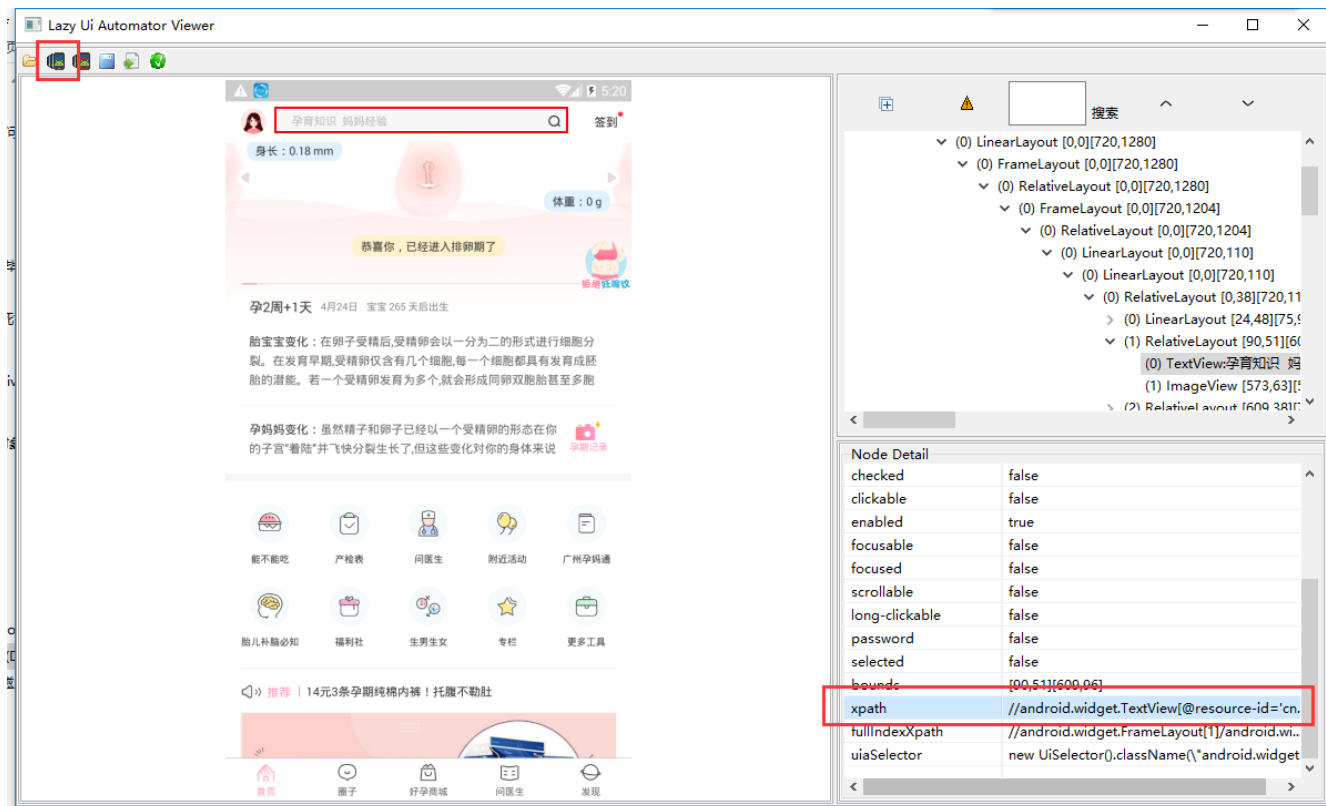 Lazy Ui Automator Viewer
5:20
孕育知识 妈妈经验
签到
身长：0.18 mm
体重：0 g
恭喜你，已经进入排卵期了
拒绝妊娠纹
孕2周+1天 4月24日 宝宝 265 天后出生
胎宝宝变化：在卵子受精后,受精卵会以一分为二的形式进行细胞分
裂。在发育早期,受精卵仅含有几个细胞,每一个细胞都具有发育成胚
胎的潜能。若一个受精卵发育为多个,就会形成同卵双胞胎甚至多胞
孕妈妈变化：虽然精子和卵子已经以一个受精卵的形态在你
的子宫"着陆"并飞快分裂生长了,但这些变化对你的身体来说
孕期记录
能不能吃 产检表 问医生 附近活动 广州孕妈通
胎儿补脑必知 福利社 生男生女 专栏 更多工具
推荐 14元3条孕期纯棉内裤！托腹不勒肚
首页 圈子 好孕商城 问医生 发现
搜索
(0) LinearLayout [0,0][720,1280]
(0) FrameLayout [0,0][720,1280]
(0) RelativeLayout [0,0][720,1280]
(0) FrameLayout [0,0][720,1204]
(0) RelativeLayout [0,0][720,1204]
(0) LinearLayout [0,0][720,110]
(0) LinearLayout [0,0][720,110]
(0) RelativeLayout [0,38][720,11
(0) LinearLayout [24,48][75,9
(1) RelativeLayout [90,51][60
(0) TextView:孕育知识 妈
(1) ImageView [573,63][5
(2) RelativeLayout [609,38][7
Node Detail
checked false
clickable false
enabled true
focusable false
focused false
scrollable false
long-clickable false
password false
selected false
bounds [90,51][609,96]
xpath //android.widget.TextView[@resource-id='cn.
fullIndexXpath //android.widget.FrameLayout[1]/android.wi...
uiaSelector new UiSelector().className(\"android.widget